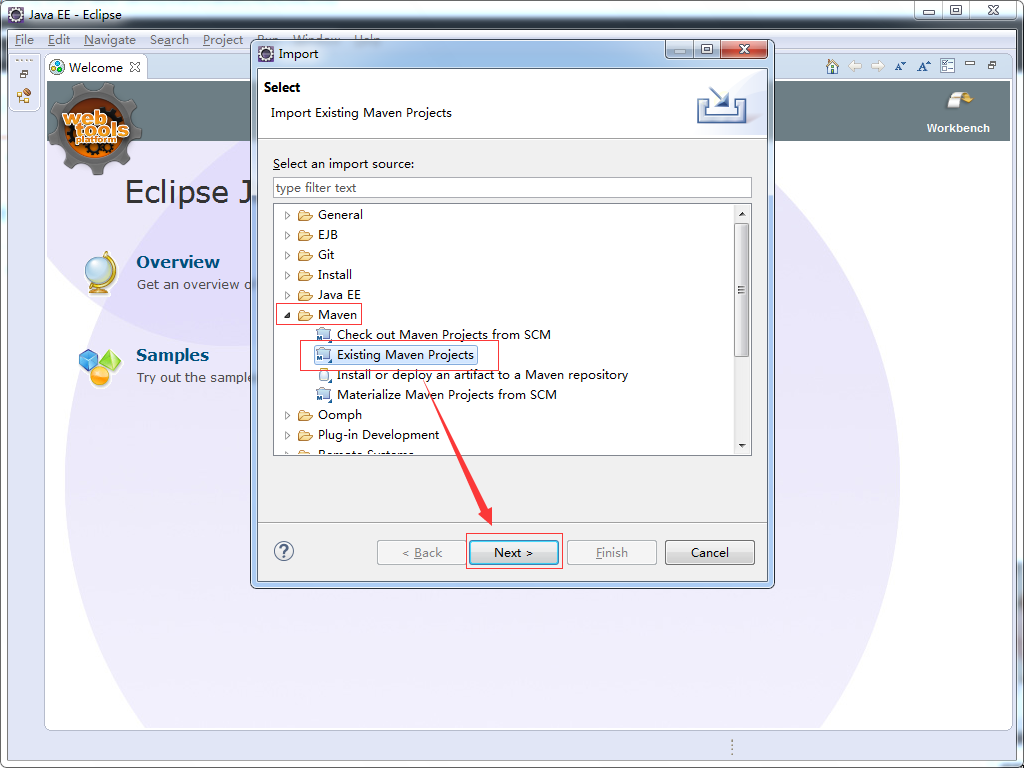 Java EE - Eclipse
File Edit Navigate Search Project Run Window Help
Welcome
web
tools
platform
Workbench
Eclipse J
Overview
Get an overview o
Samples
Try out the sample
Import
Select
Import Existing Maven Projects
Select an import source:
type filter text
General
EJB
Git
Install
Java EE
Maven
Check out Maven Projects from SCM
Existing Maven Projects
Install or deploy an artifact to a Maven repository
Materialize Maven Projects from SCM
Oomph
Plug-in Development
Remote Systems
?
< Back Next > Finish Cancel